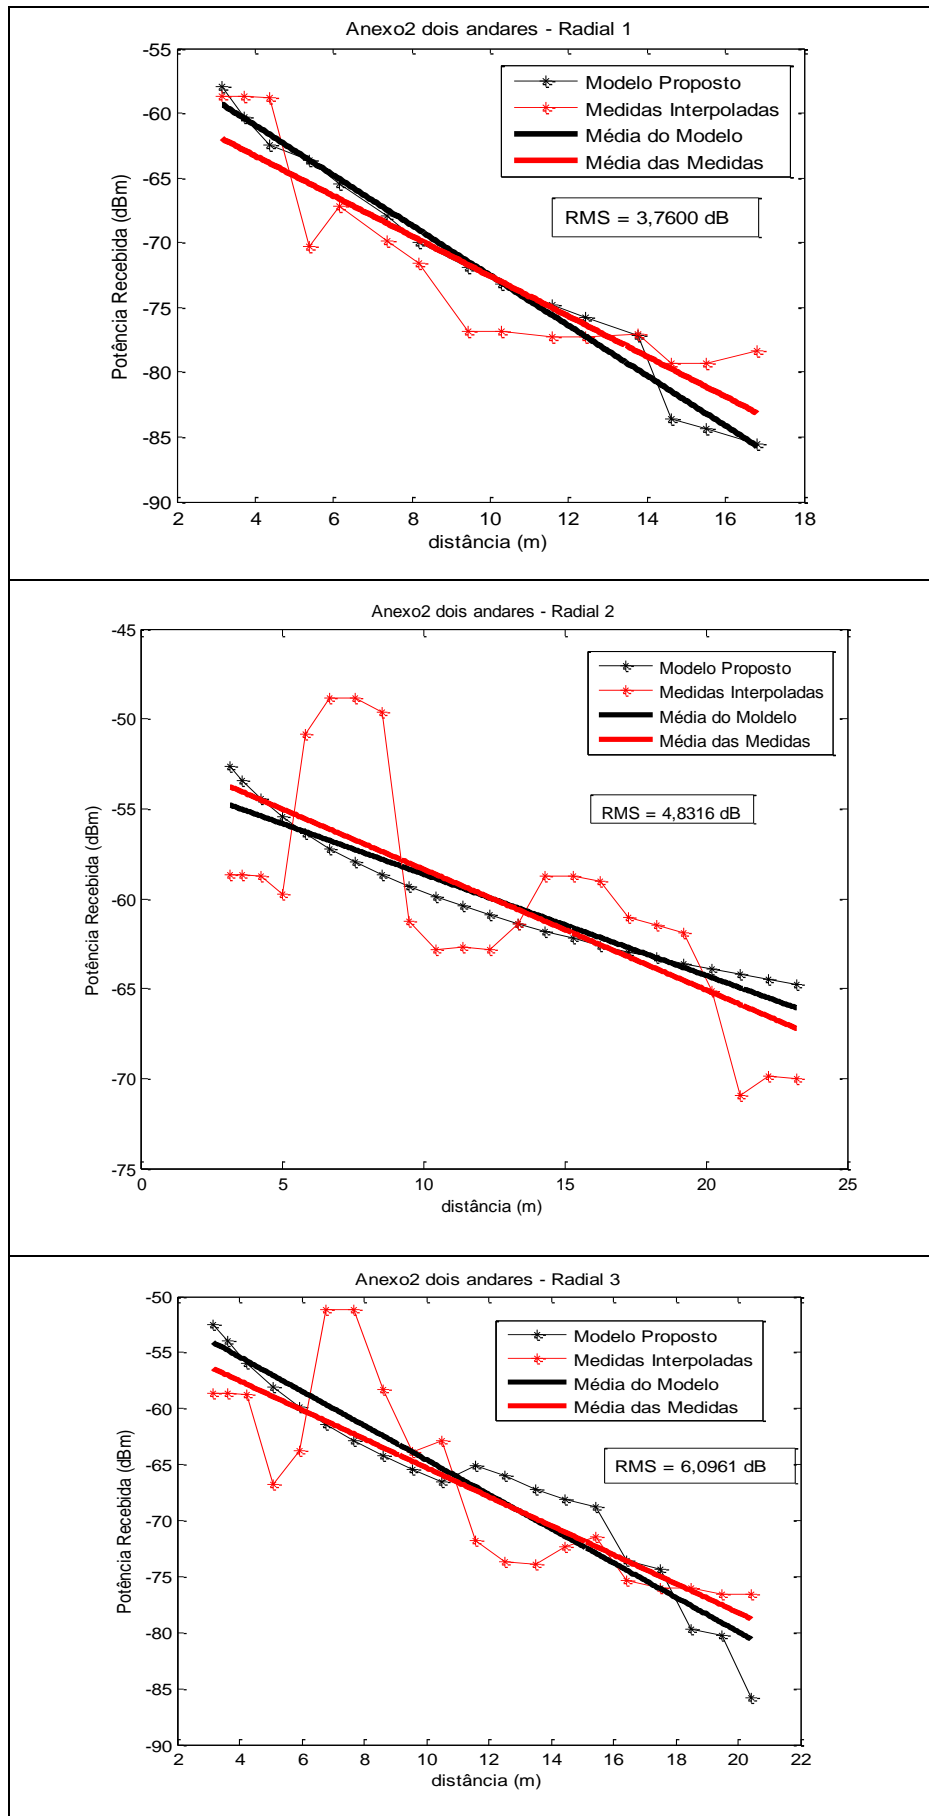 Anexo2 dois andares - Radial 1
-55
-60
-65
-70
-75
-80
-85
-90
Potência Recebida (dBm)
Modelo Proposto
Medidas Interpoladas
Média do Modelo
Média das Medidas
RMS = 3,7600 dB
2 4 6 8 10 12 14 16 18
distância (m)
Anexo2 dois andares - Radial 2
-45
-50
-55
-60
-65
-70
-75
Potência Recebida (dBm)
Modelo Proposto
Medidas Interpoladas
Média do Moldelo
Média das Medidas
RMS = 4,8316 dB
0 5 10 15 20 25
distância (m)
Anexo2 dois andares - Radial 3
-50
-55
-60
-65
-70
-75
-80
-85
-90
Potência Recebida (dBm)
Modelo Proposto
Medidas Interpoladas
Média do Modelo
Média das Medidas
RMS = 6,0961 dB
2 4 6 8 10 12 14 16 18 20 22
distância (m)